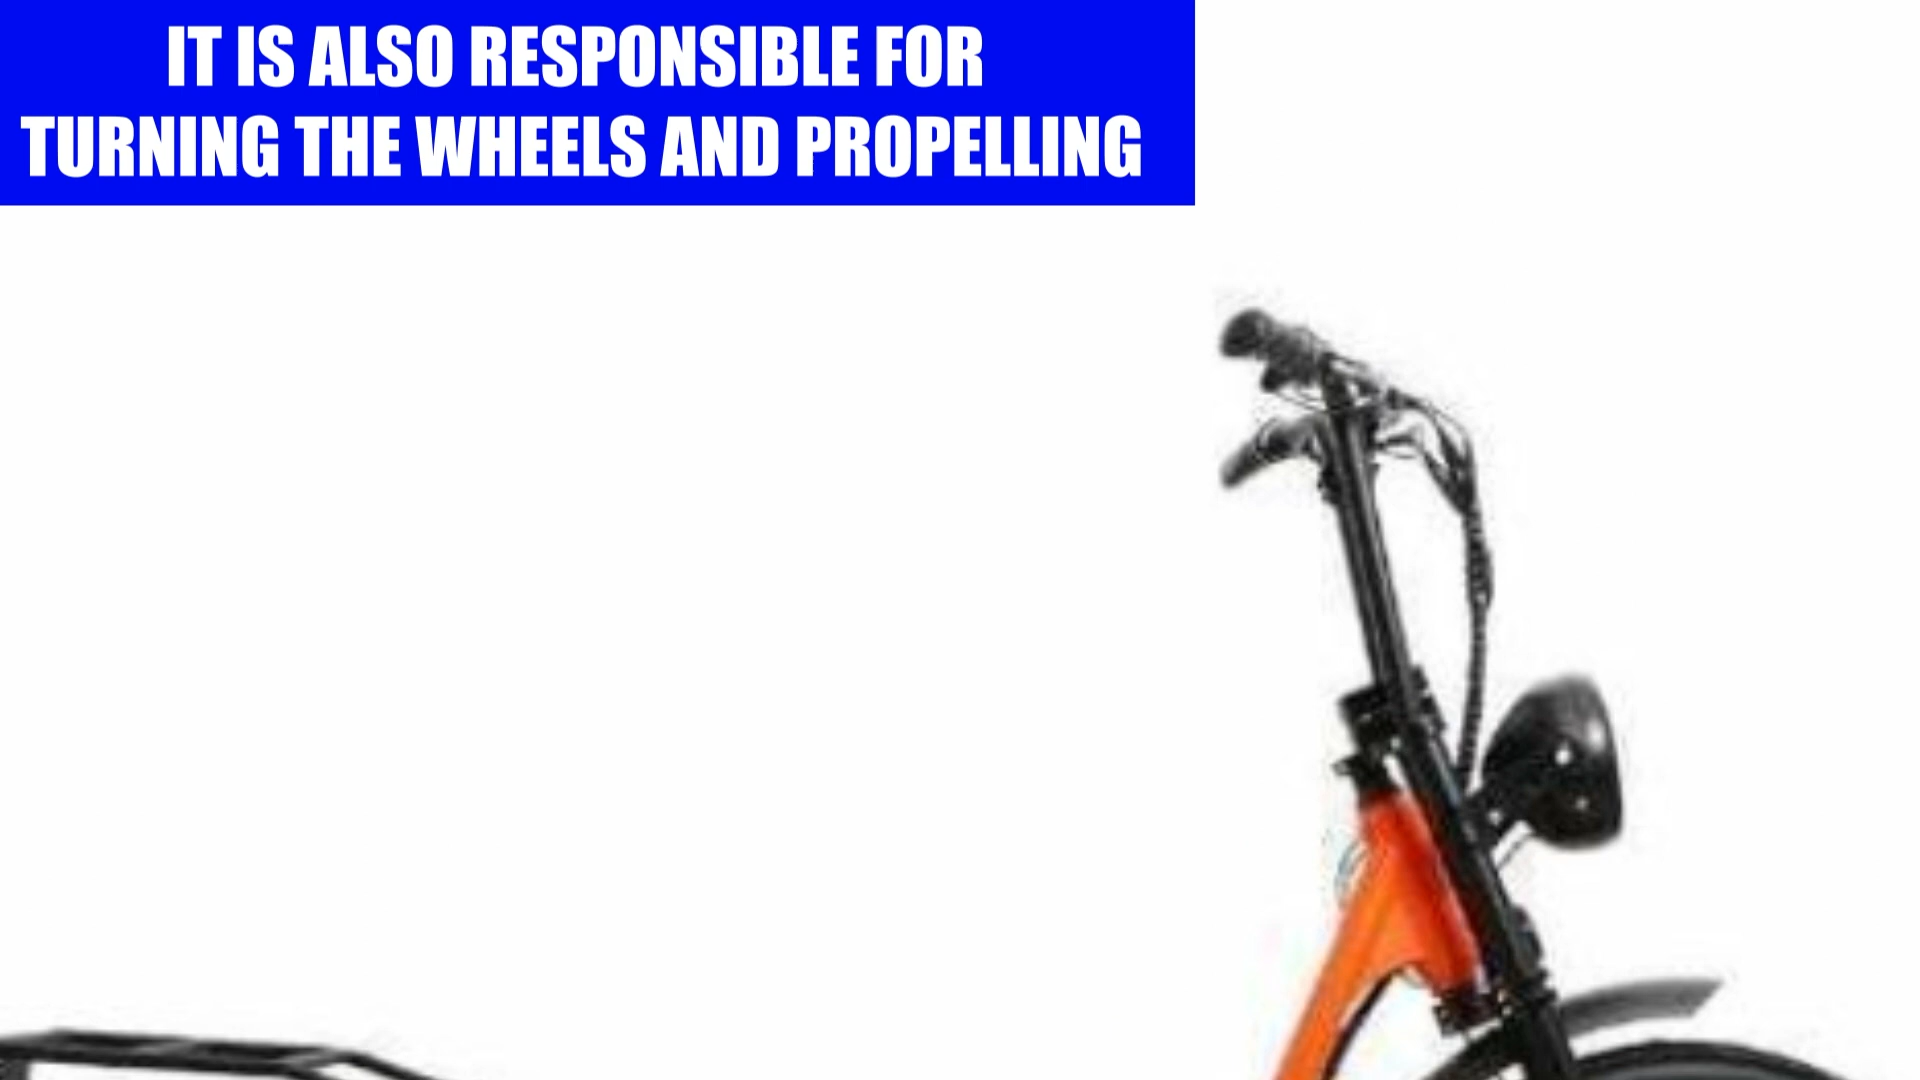 IT IS ALSO RESPONSIBLE FOR
TURNING THE WHEELS AND PROPELLING